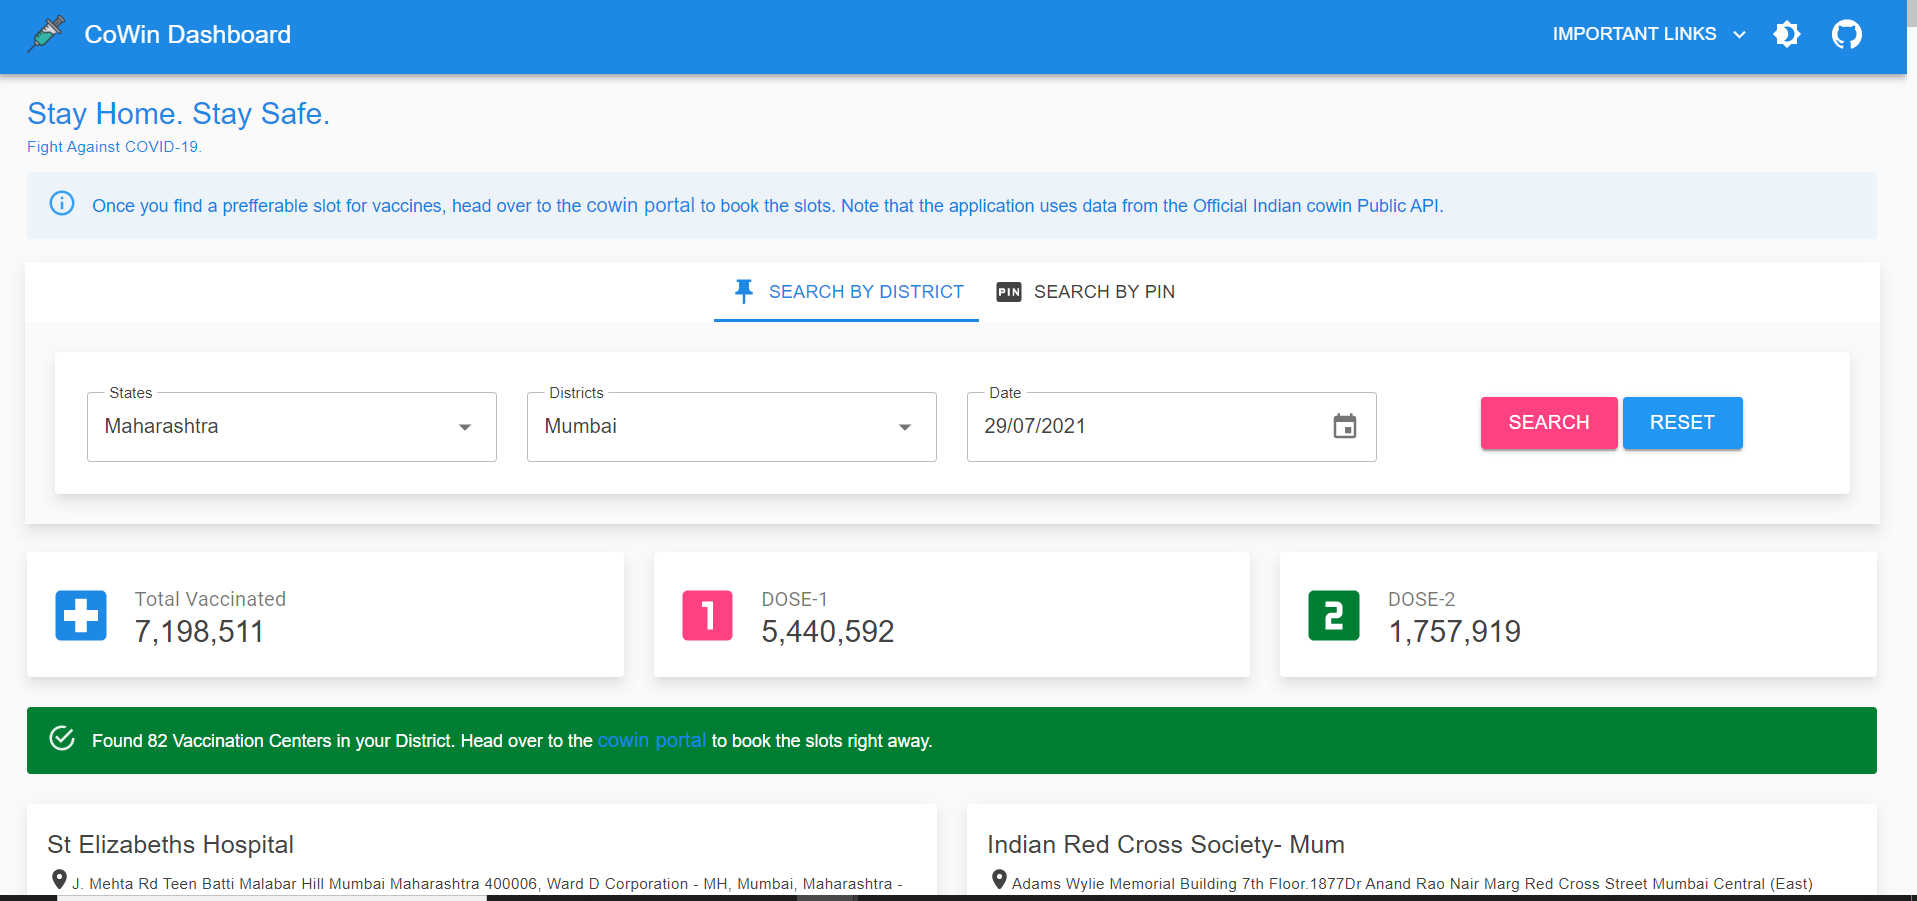 CoWin Dashboard
IMPORTANT LINKS
Stay Home. Stay Safe.
Fight Against COVID-19.
Once you find a prefferable slot for vaccines, head over to the cowin portal to book the slots. Note that the application uses data from the Official Indian cowin Public API.
SEARCH BY DISTRICT
PIN SEARCH BY PIN
States
Maharashtra
Districts
Mumbai
Date
29/07/2021
SEARCH
RESET
Total Vaccinated
7,198,511
1
DOSE-1
5,440,592
2
DOSE-2
1,757,919
Found 82 Vaccination Centers in your District. Head over to the cowin portal to book the slots right away.
St Elizabeths Hospital
J. Mehta Rd Teen Batti Malabar Hill Mumbai Maharashtra 400006, Ward D Corporation - MH, Mumbai, Maharashtra -
Indian Red Cross Society- Mum
Adams Wylie Memorial Building 7th Floor.1877Dr Anand Rao Nair Marg Red Cross Street Mumbai Central (East)